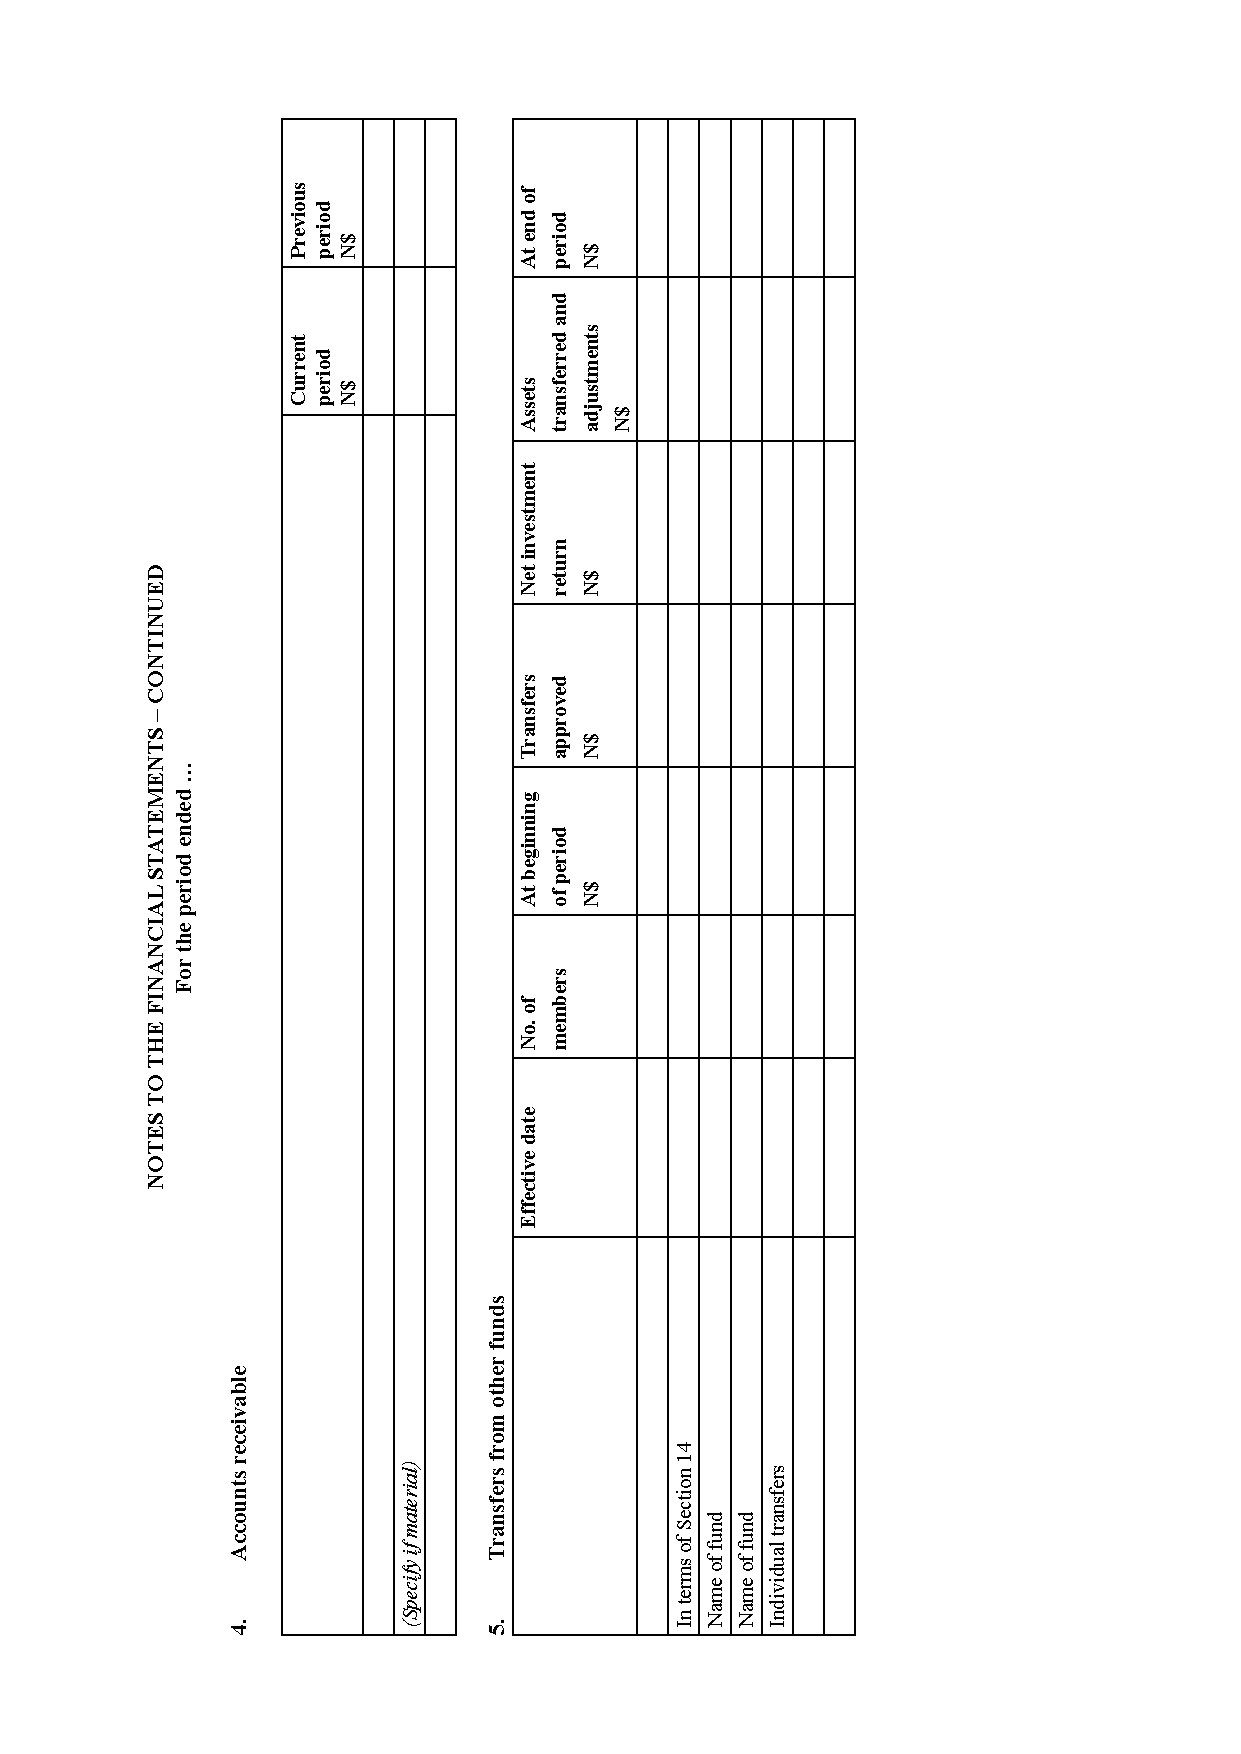 NOTES TO THE FINANCIAL STATEMENTS – CONTINUED
For the period ended …
4. Accounts receivable
Current
period
N$
Previous
period
N$
(Specify if material)
5. Transfers from other funds
Effective date
No. of
members
At beginning
of period
N$
Transfers
approved
N$
Net investment
return
N$
Assets
transferred and
adjustments
N$
At end of
period
N$
In terms of Section 14
Name of fund
Name of fund
Individual transfers